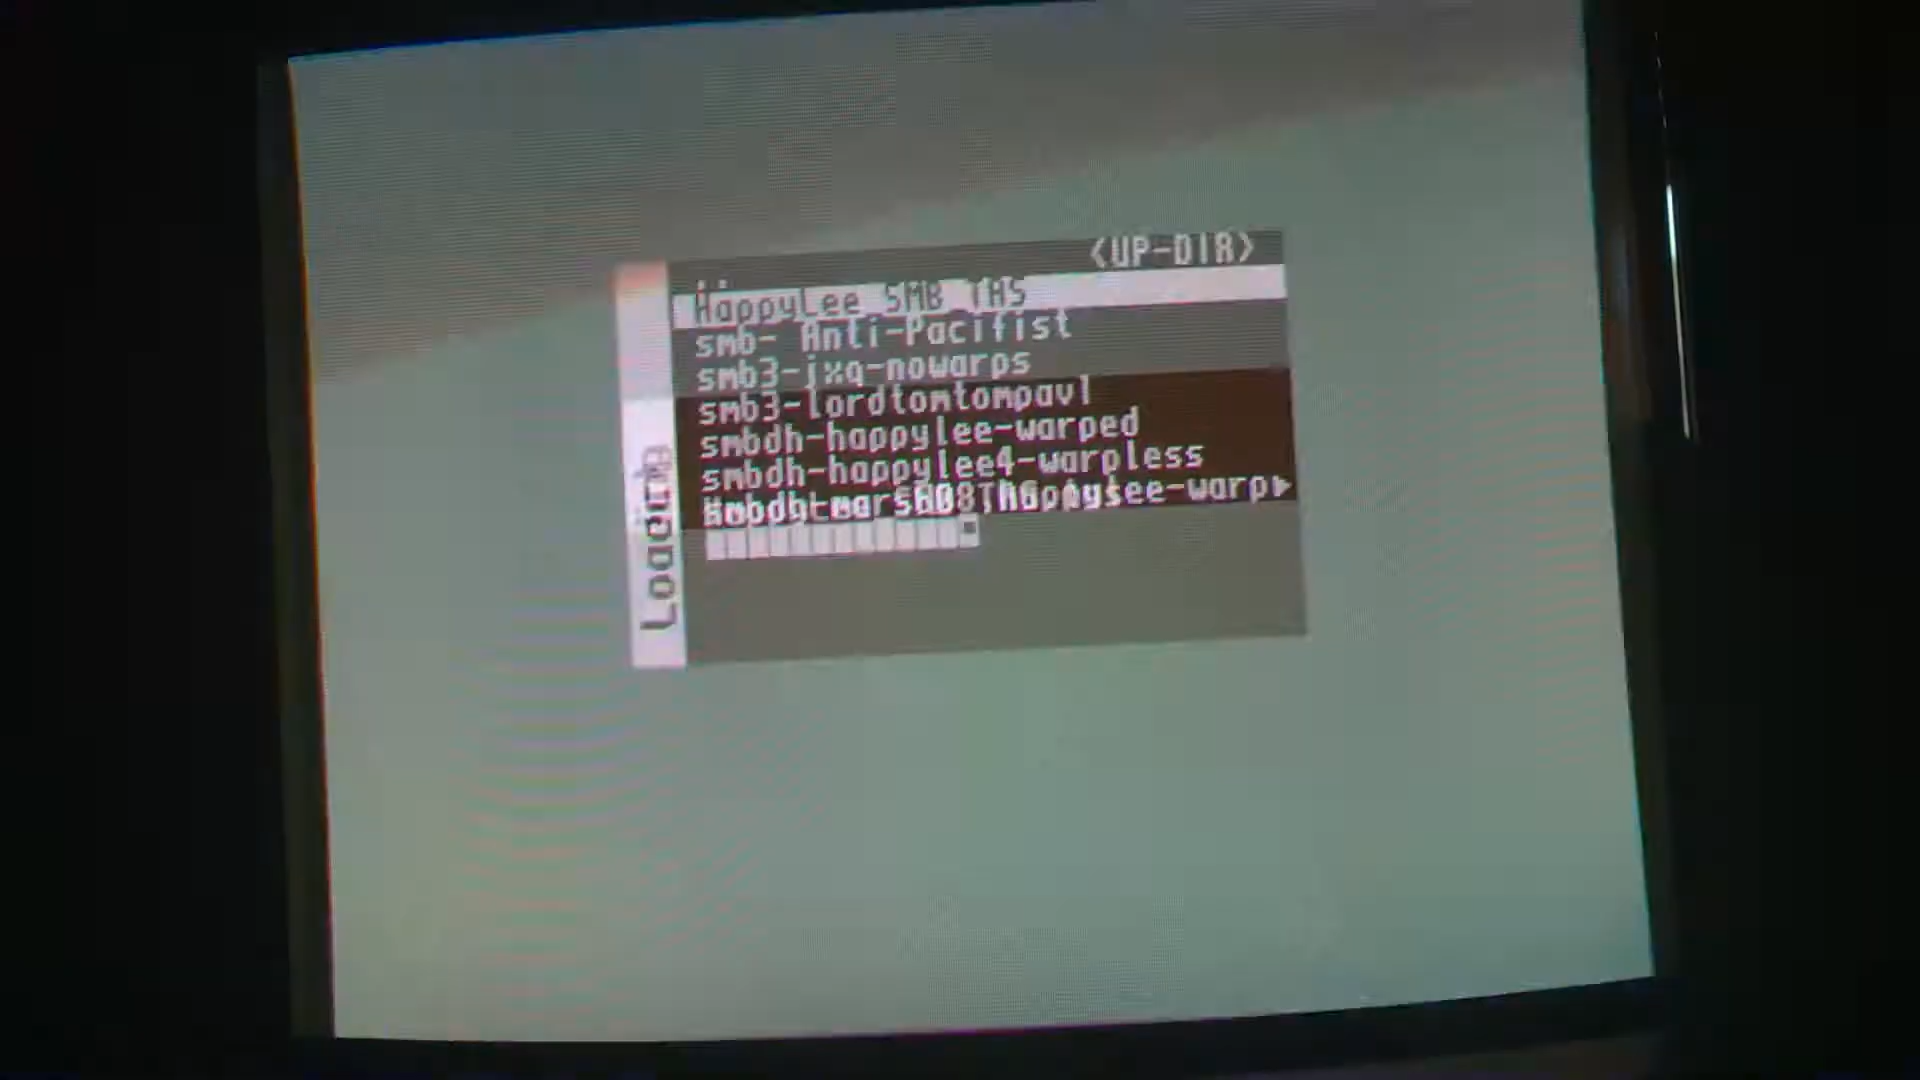 <UP-DIR>
..
HappyLee SMB TAS
smb- Anti-Pacifist
smb3-jxq-nowarps
smb3-lordtomtompavl
smbdh-happylee-warped
smbdh-happylee4-warpless
Loading